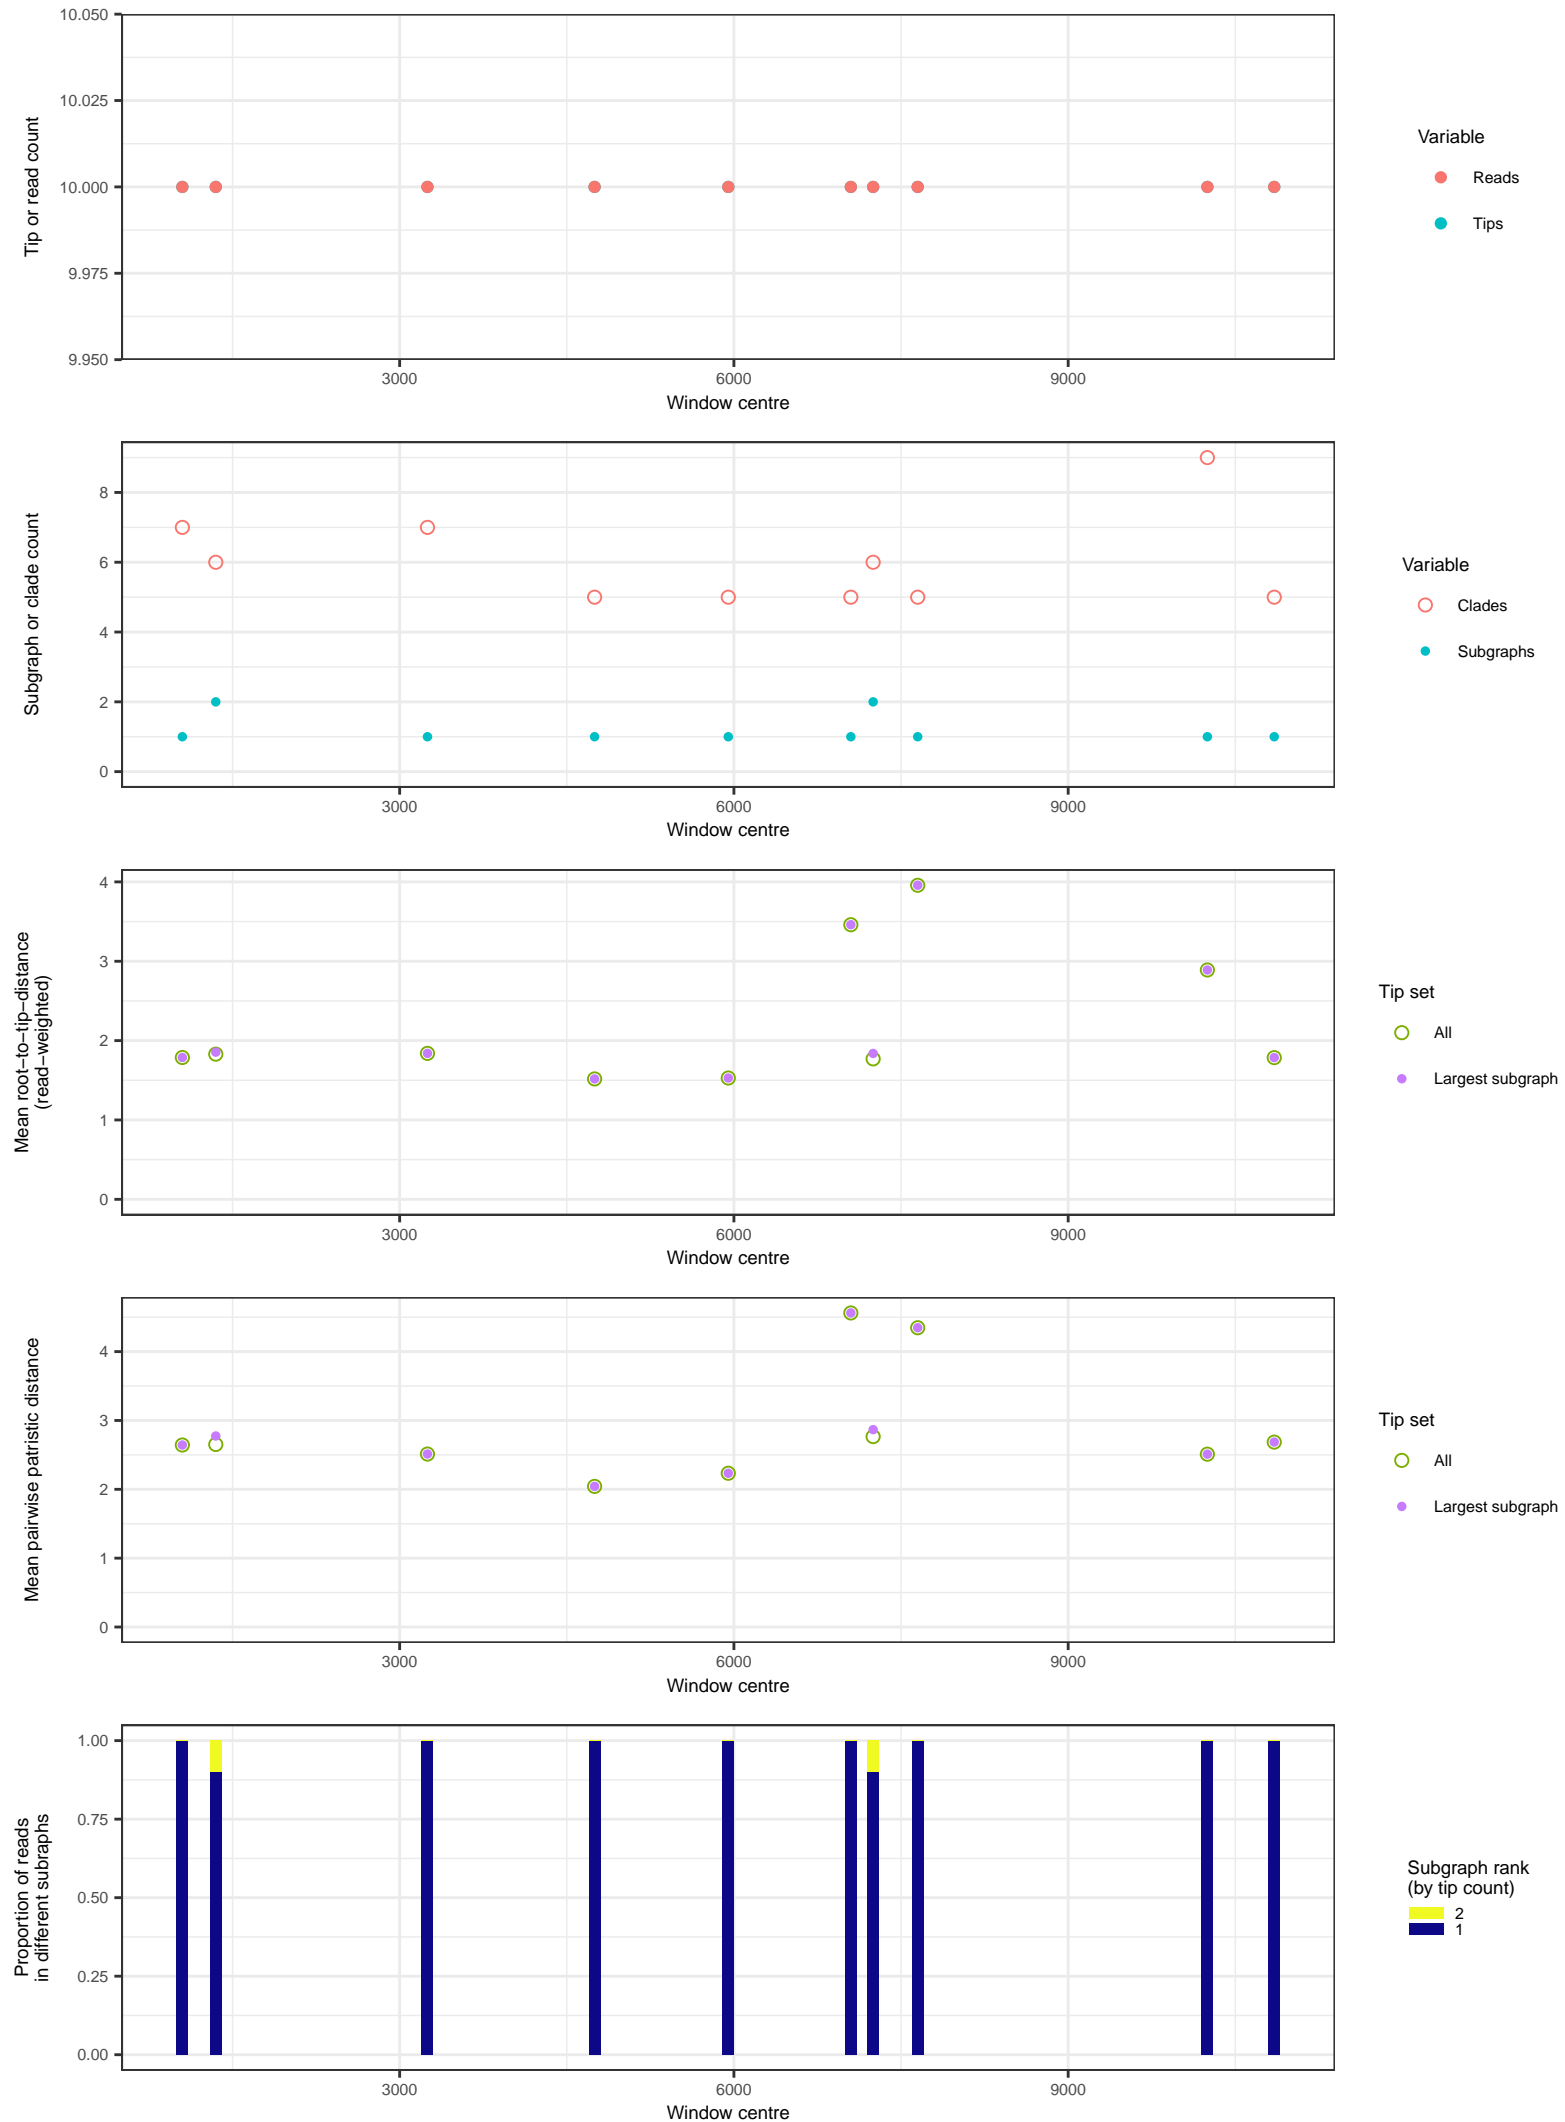 10.050
10.025
10.000
9.975
9.950
Tip or read count
3000 6000 9000
Window centre
Variable
Reads
Tips
8
6
4
2
0
Subgraph or clade count
3000 6000 9000
Window centre
Variable
Clades
Subgraphs
4
3
2
1
0
Mean root−to−tip−distance
(read−weighted)
3000 6000 9000
Window centre
Tip set
All
Largest subgraph
4
3
2
1
0
Mean pairwise patristic distance
3000 6000 9000
Window centre
Tip set
All
Largest subgraph
1.00
0.75
0.50
0.25
0.00
Proportion of reads
in different subraphs
3000 6000 9000
Window centre
Subgraph rank
(by tip count)
2
1